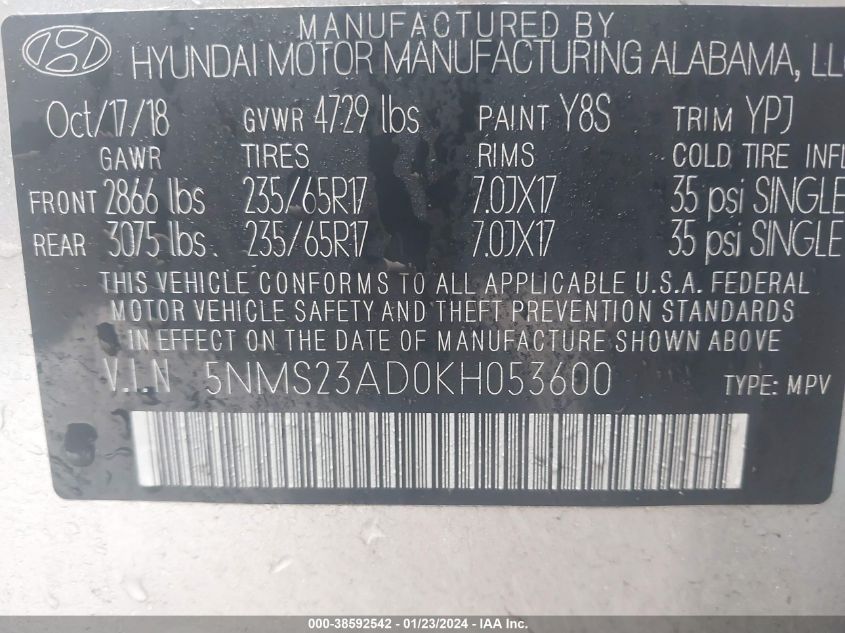 MANUFACTURED BY
HYUNDAI MOTOR MANUFACTURING ALABAMA, LLC
Oct/17/18 GVWR 4729 lbs PAINT Y8S TRIM YPJ
GAWR TIRES RIMS COLD TIRE INFL
FRONT 2866 lbs 235/65R17 7.0JX17 35 psi SINGLE
REAR 3075 lbs. 235/65R17 7.0JX17 35 psi SINGLE
THIS VEHICLE CONFORMS TO ALL APPLICABLE U.S.A. FEDERAL
MOTOR VEHICLE SAFETY AND THEFT PREVENTION STANDARDS
IN EFFECT ON THE DATE OF MANUFACTURE SHOWN ABOVE
V.I.N 5NMS23AD0KH053600 TYPE: MPV
000-38592542 - 01/23/2024 - IAA Inc.